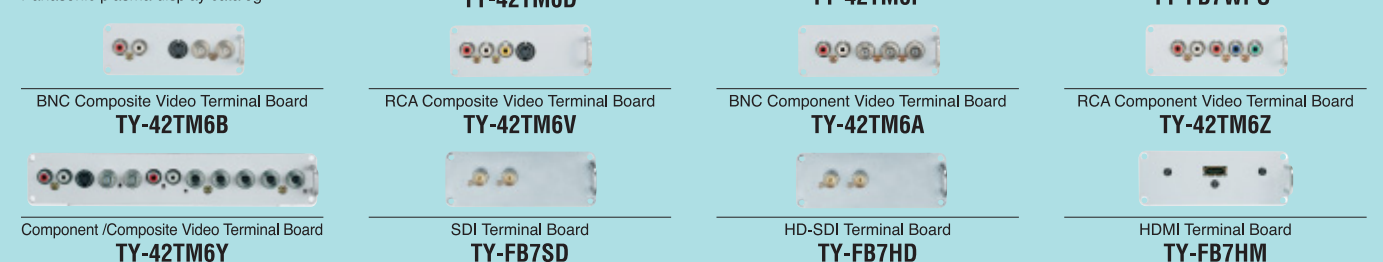 BNC Composite Video Terminal Board
TY-42TM6B
RCA Composite Video Terminal Board
TY-42TM6V
BNC Component Video Terminal Board
TY-42TM6A
RCA Component Video Terminal Board
TY-42TM6Z
Component /Composite Video Terminal Board
TY-42TM6Y
SDI Terminal Board
TY-FB7SD
HD-SDI Terminal Board
TY-FB7HD
HDMI Terminal Board
TY-FB7HM